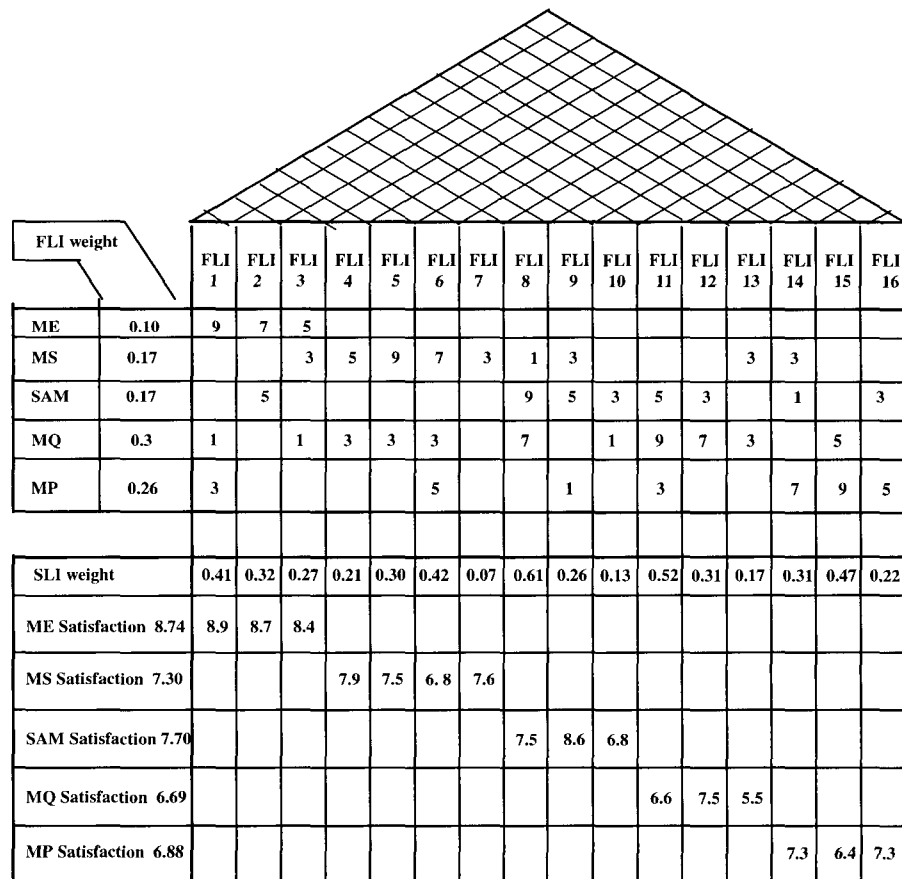 FLI weight
FLI 1 FLI 2 FLI 3 FLI 4 FLI 5 FLI 6 FLI 7 FLI 8 FLI 9 FLI 10 FLI 11 FLI 12 FLI 13 FLI 14 FLI 15 FLI 16
ME 0.10 9 7 5
MS 0.17 3 5 9 7 3 1 3 3 3
SAM 0.17 5 9 5 3 5 3 1 3
MQ 0.3 1 1 3 3 3 7 1 9 7 3 5
MP 0.26 3 5 1 3 7 9 5
SLI weight 0.41 0.32 0.27 0.21 0.30 0.42 0.07 0.61 0.26 0.13 0.52 0.31 0.17 0.31 0.47 0.22
ME Satisfaction 8.74 8.9 8.7 8.4
MS Satisfaction 7.30 7.9 7.5 6. 8 7.6
SAM Satisfaction 7.70 7.5 8.6 6.8
MQ Satisfaction 6.69 6.6 7.5 5.5
MP Satisfaction 6.88 7.3 6.4 7.3